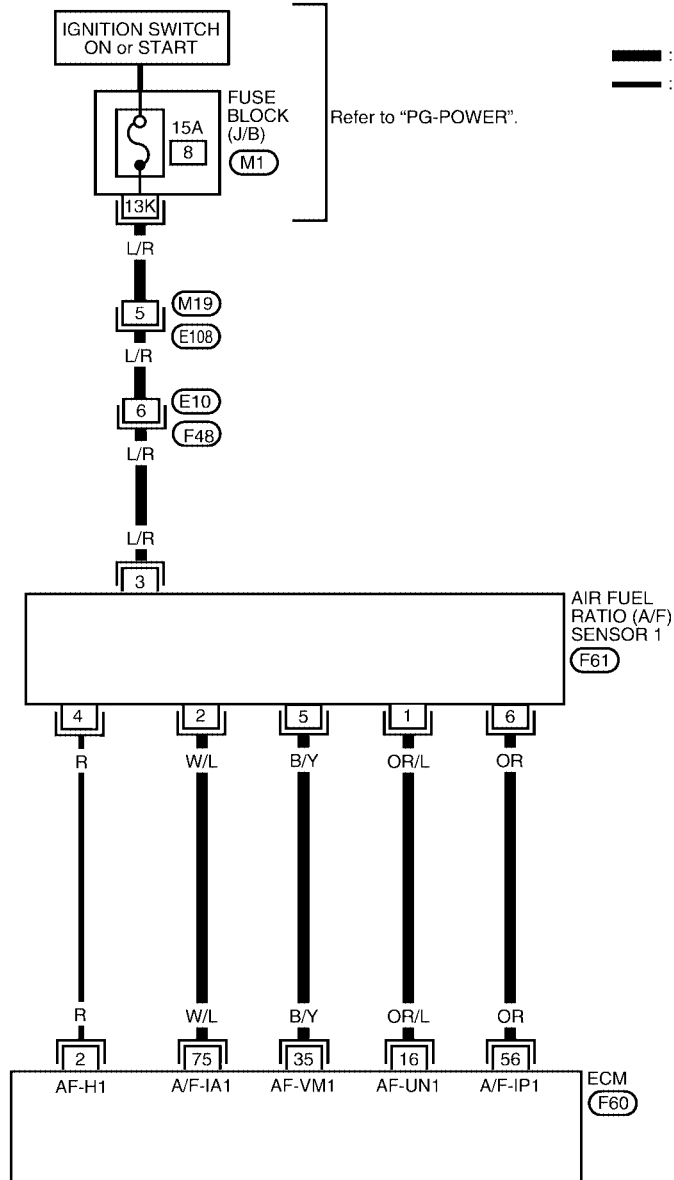 IGNITION SWITCH
ON or START
FUSE
BLOCK
(J/B)
M1
15A
8
Refer to "PG-POWER".
:
:
13K
L/R
5
M19
E108
L/R
6
E10
F48
L/R
L/R
3
AIR FUEL
RATIO (A/F)
SENSOR 1
F61
4 2 5 1 6
R W/L B/Y OR/L OR
R W/L B/Y OR/L OR
2 75 35 16 56
AF-H1 A/F-IA1 AF-VM1 AF-UN1 A/F-IP1
ECM
F60